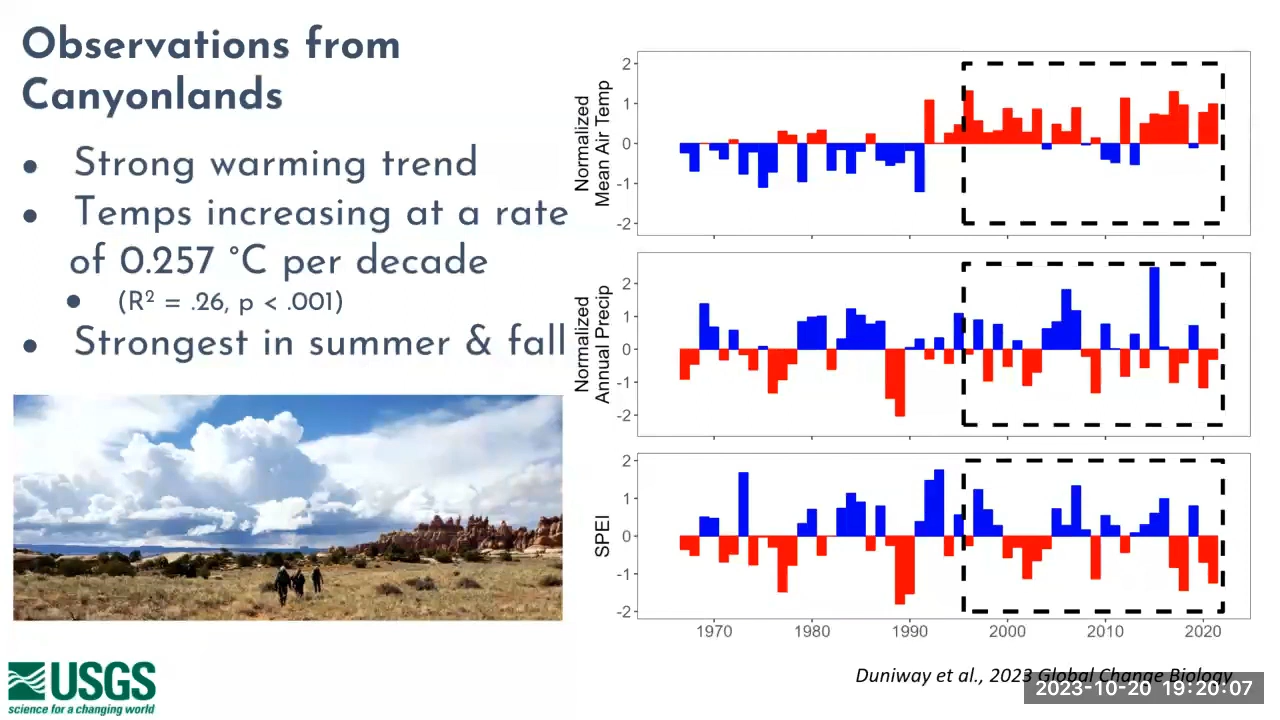 Observations from
Canyonlands
• Strong warming trend
• Temps increasing at a rate
of 0.257 °C per decade
• (R² = .26, p < .001)
• Strongest in summer & fall
USGS
science for a changing world
Normalized
Mean Air Temp
2
1
0
-1
-2
Normalized
Annual Precip
2
1
0
-1
-2
SPEI
2
1
0
-1
-2
1970 1980 1990 2000 2010 2020
Duniway et al., 2023 Global Change Biology
2023-10-20 19:20:07